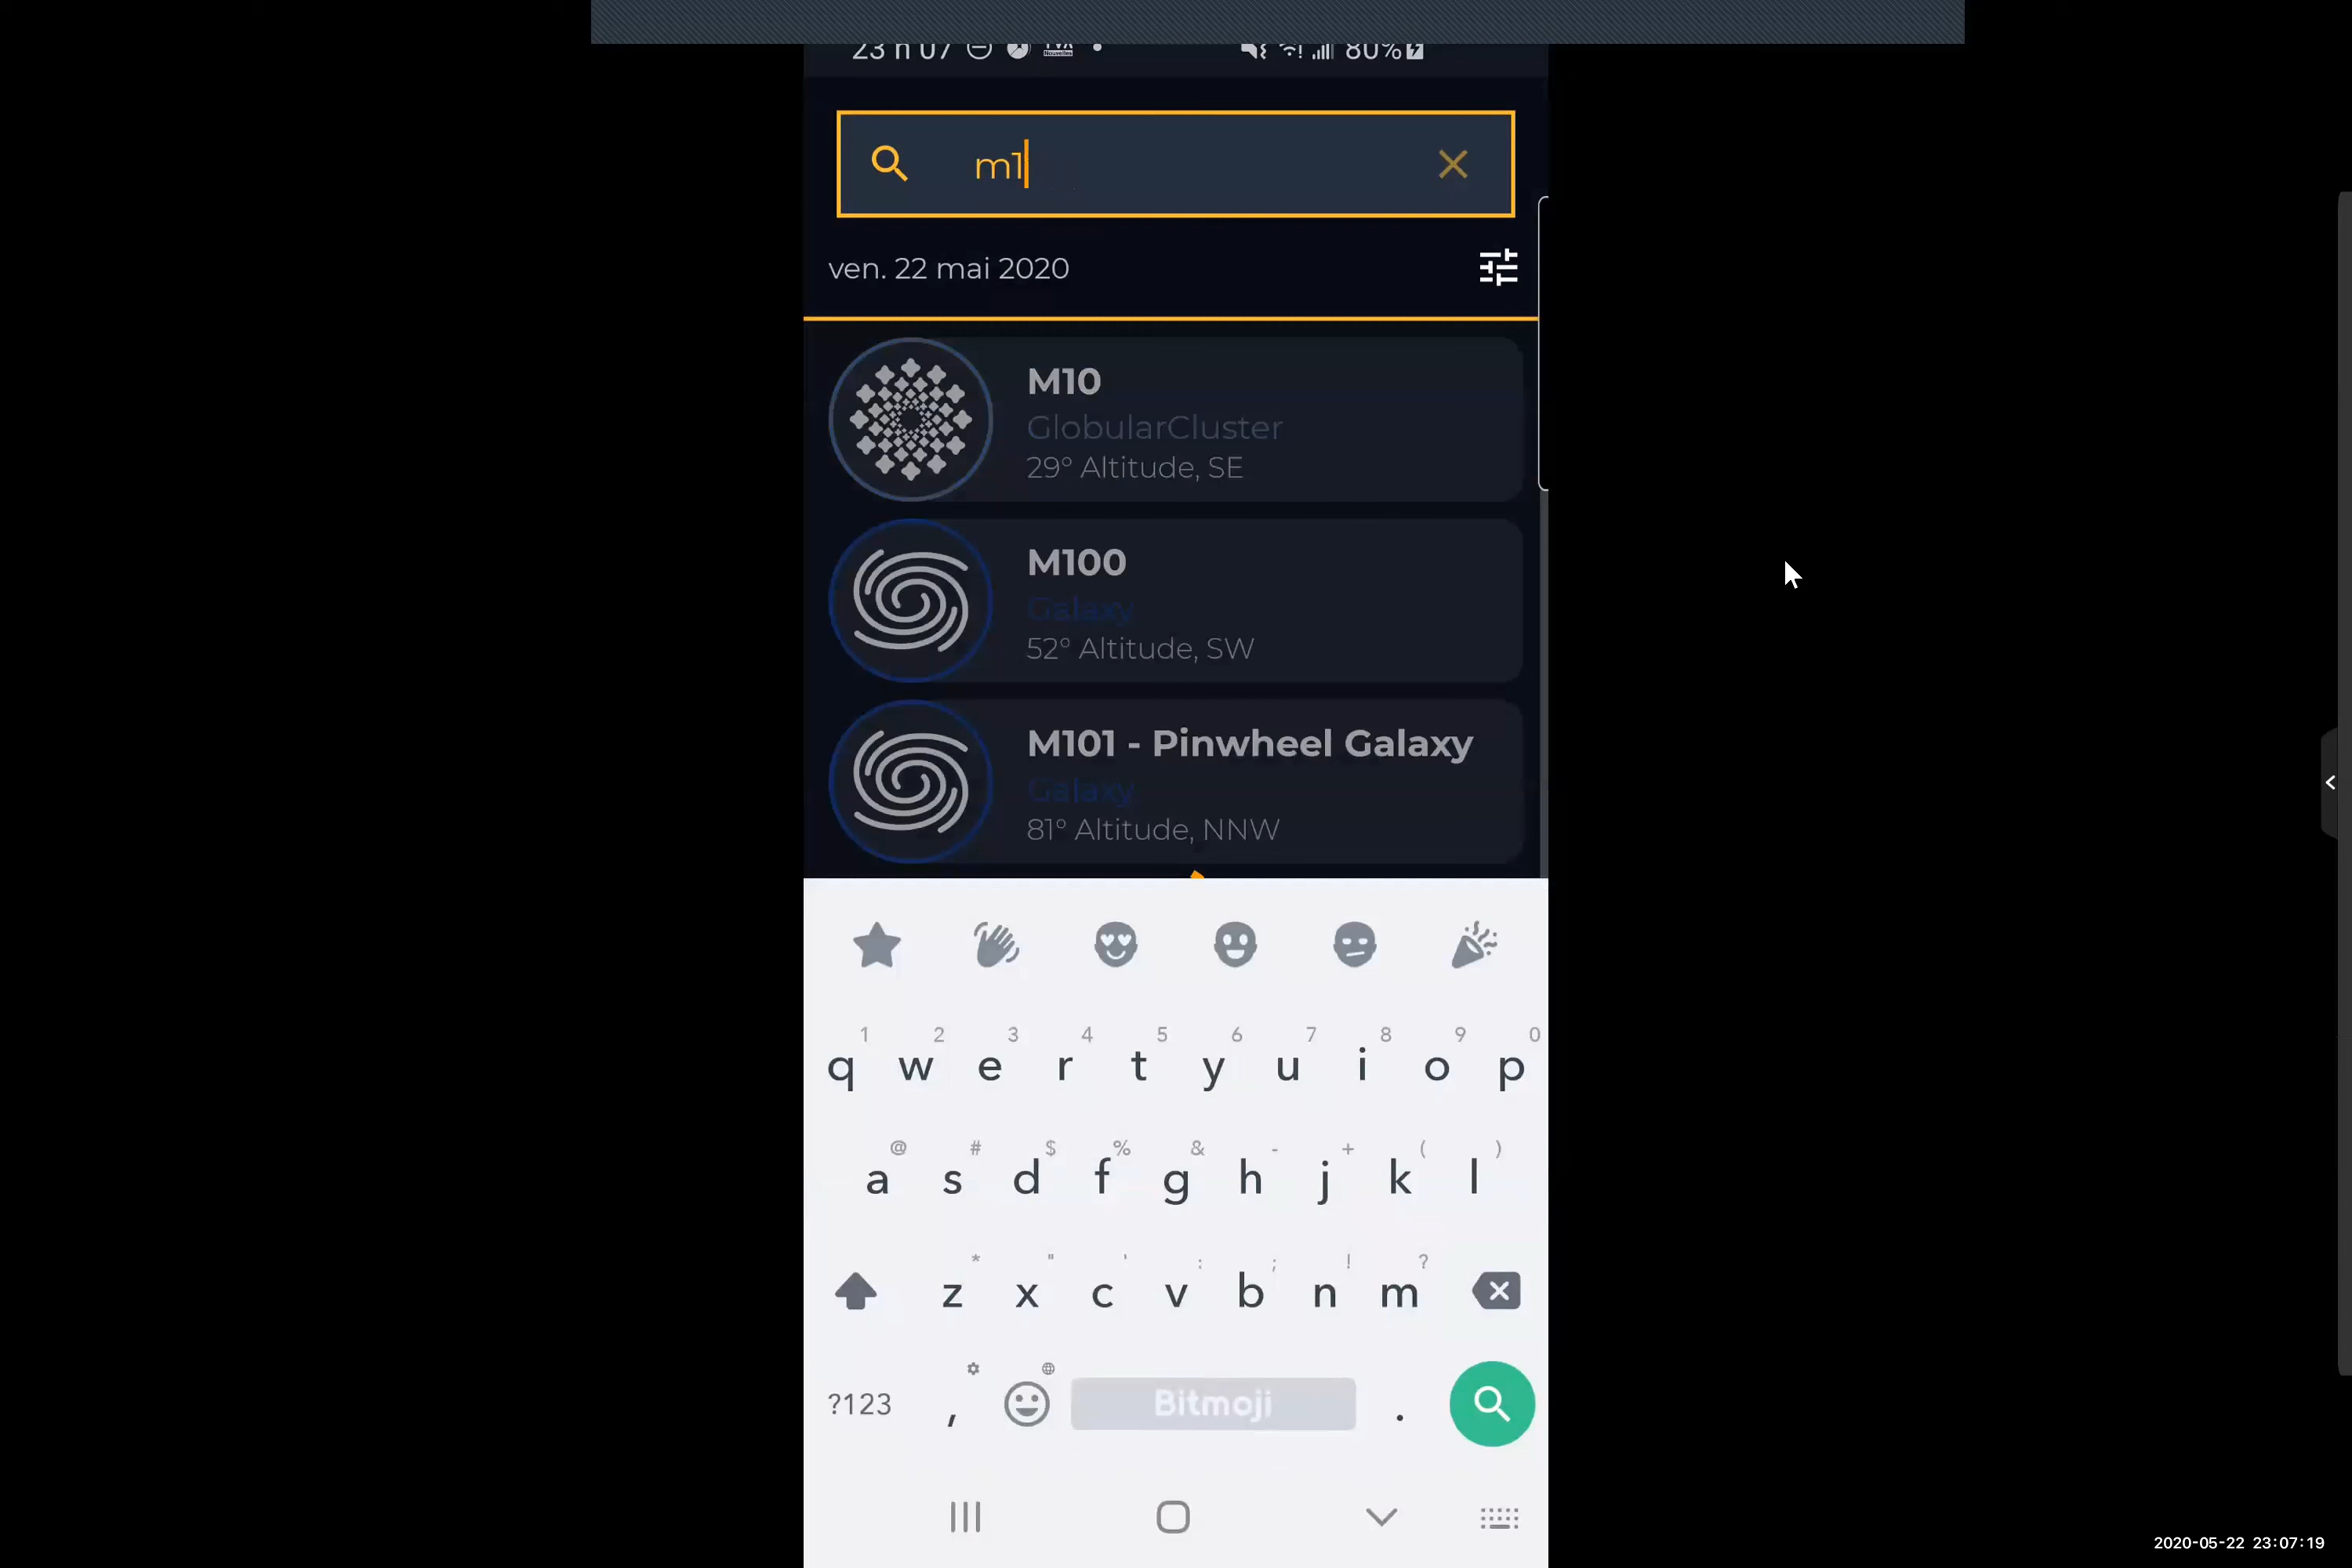 23 h 07 80%
m1
ven. 22 mai 2020
M10
GlobularCluster
29° Altitude, SE
M100
Galaxy
52° Altitude, SW
M101 - Pinwheel Galaxy
Galaxy
81° Altitude, NNW
1 2 3 4 5 6 7 8 9 0
q w e r t y u i o p
@ # $ % & - + ( )
a s d f g h j k l
* " ' : ; ! ?
z x c v b n m
?123 , Bitmoji .
2020-05-22 23:07:19